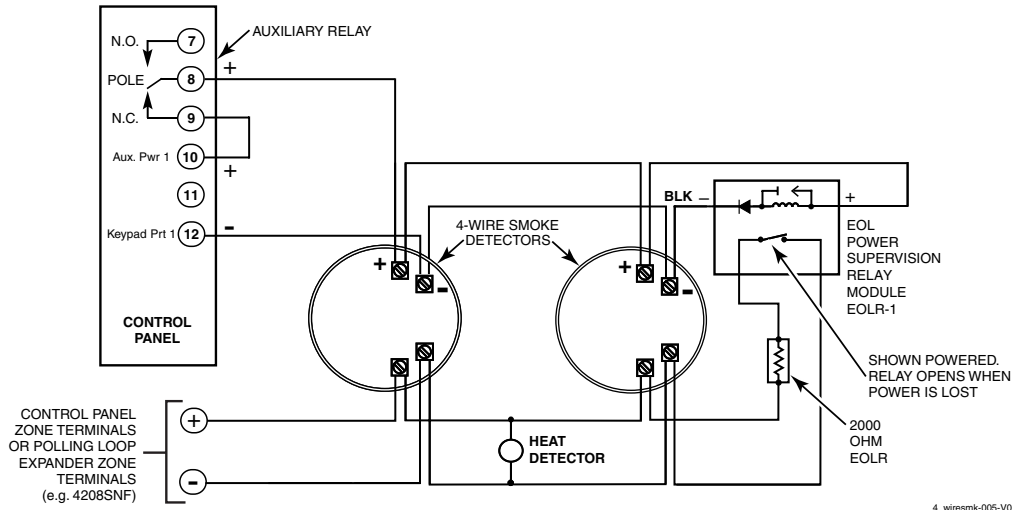 N.O. 7
AUXILIARY RELAY
POLE 8 +
N.C. 9
Aux. Pwr 1 10
+
11
Keypad Prt 1 12 -
CONTROL
PANEL
4-WIRE SMOKE
DETECTORS
+ -
+ -
BLK - +
EOL
POWER
SUPERVISION
RELAY
MODULE
EOLR-1
SHOWN POWERED.
RELAY OPENS WHEN
POWER IS LOST
2000
OHM
EOLR
HEAT
DETECTOR
CONTROL PANEL
ZONE TERMINALS
OR POLLING LOOP
EXPANDER ZONE
TERMINALS
(e.g. 4208SNF)
+
-
4_wiresmk-005-V0